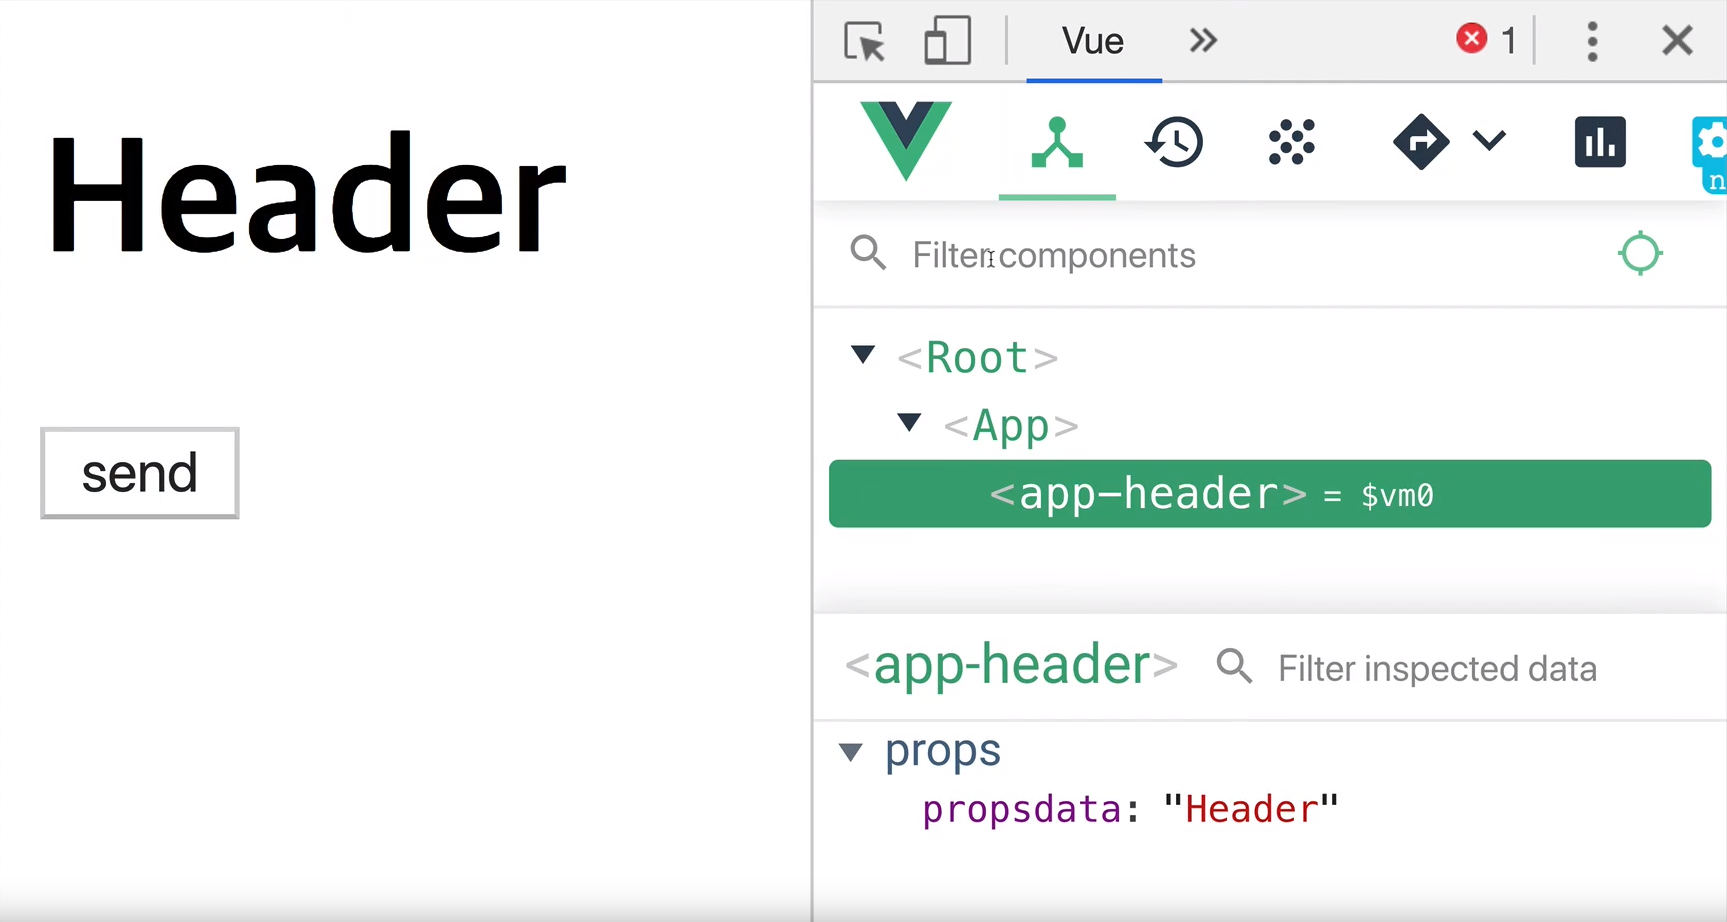 Header
send
Vue
1
n
Filter components
<Root>
<App>
<app-header> = $vm0
<app-header>
Filter inspected data
props
propsdata: "Header"